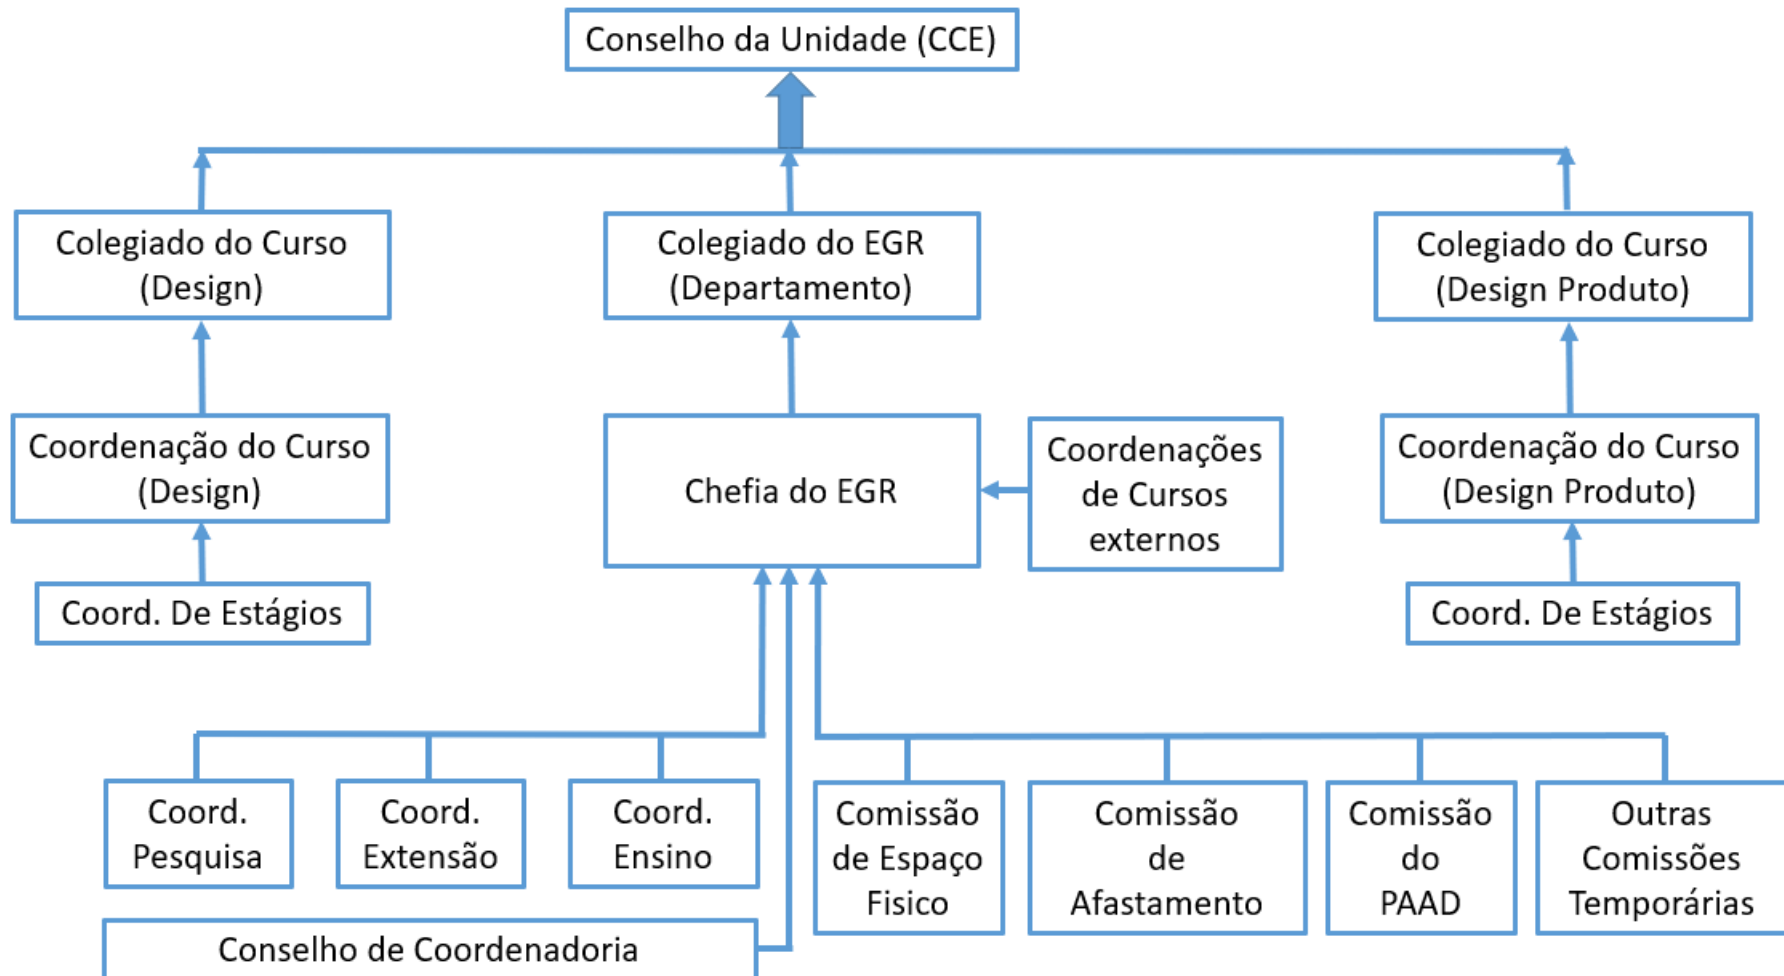 Conselho da Unidade (CCE)
Colegiado do Curso
(Design)
Colegiado do EGR
(Departamento)
Colegiado do Curso
(Design Produto)
Coordenação do Curso
(Design)
Chefia do EGR
Coordenações
de Cursos
externos
Coordenação do Curso
(Design Produto)
Coord. De Estágios
Coord. De Estágios
Coord.
Pesquisa
Coord.
Extensão
Coord.
Ensino
Comissão
de Espaço
Fisico
Comissão
de
Afastamento
Comissão
do
PAAD
Outras
Comissões
Temporárias
Conselho de Coordenadoria